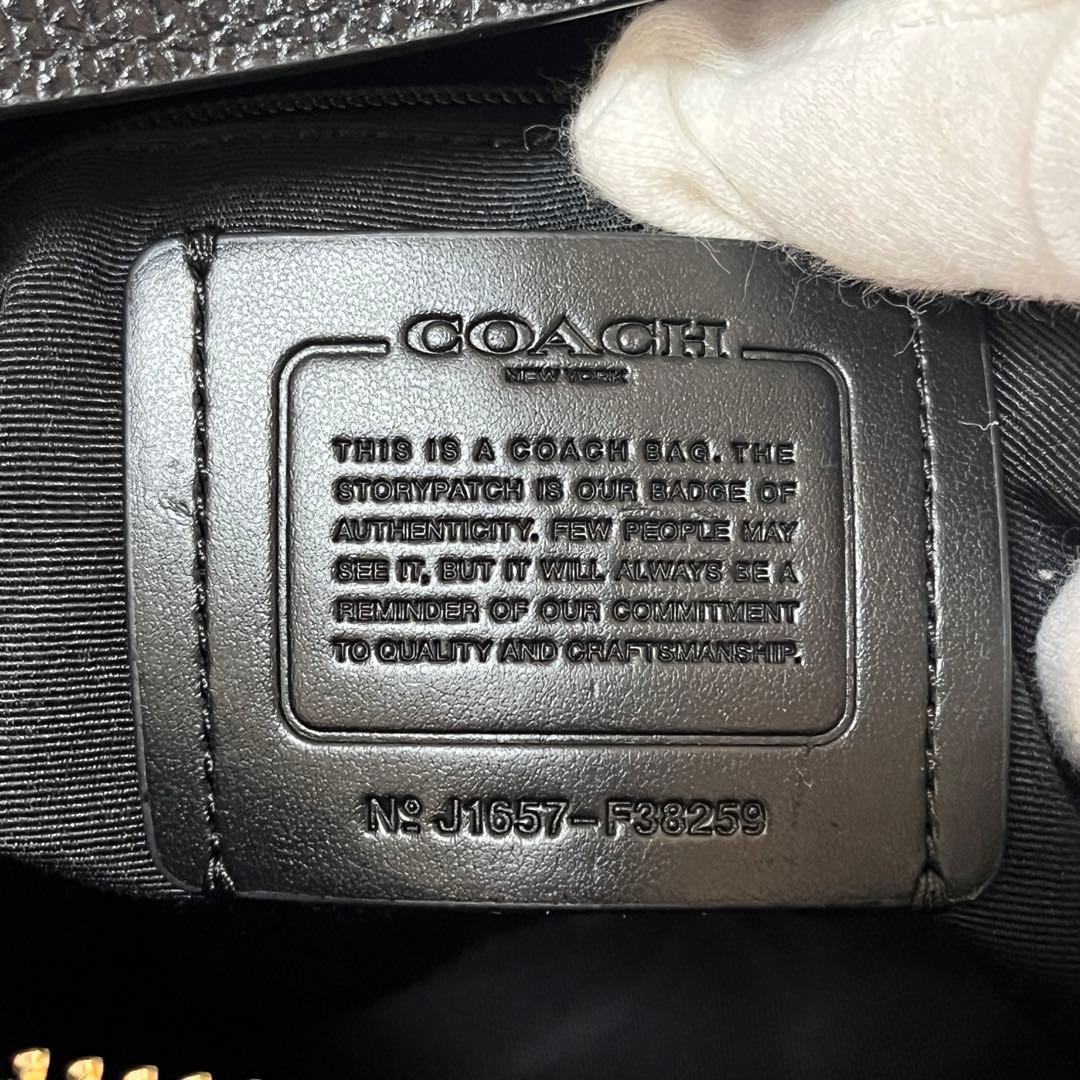 COACH
NEW YORK
THIS IS A COACH BAG. THE
STORYPATCH IS OUR BADGE OF
AUTHENTICITY. FEW PEOPLE MAY
SEE IT, BUT IT WILL ALWAYS BE A
REMINDER OF OUR COMMITMENT
TO QUALITY AND CRAFTSMANSHIP.
Nº J1657-F38259